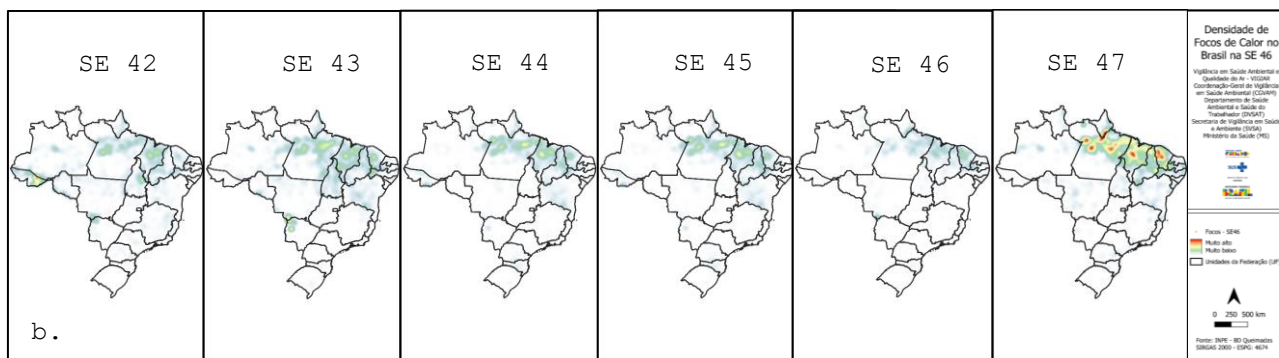 SE 42
SE 43
SE 44
SE 45
SE 46
SE 47
b.
Densidade de
Focos de Calor no
Brasil na SE 46
Vigilância em Saúde Ambiental e
Qualidade do Ar - VIGIAR
Coordenação-Geral de Vigilância
em Saúde Ambiental (CGVAM)
Departamento de Saúde
Ambiental e Saúde do
Trabalhador (DVSAT)
Secretaria de Vigilância em Saúde
e Ambiente (SVSA)
Ministério da Saúde (MS)
Focos - SE46
Muito alto
Muito baixo
Unidades da Federação (UF)
0 250 500 km
Fonte: INPE - BD Queimadas
SIRGAS 2000 - ESPG: 4674